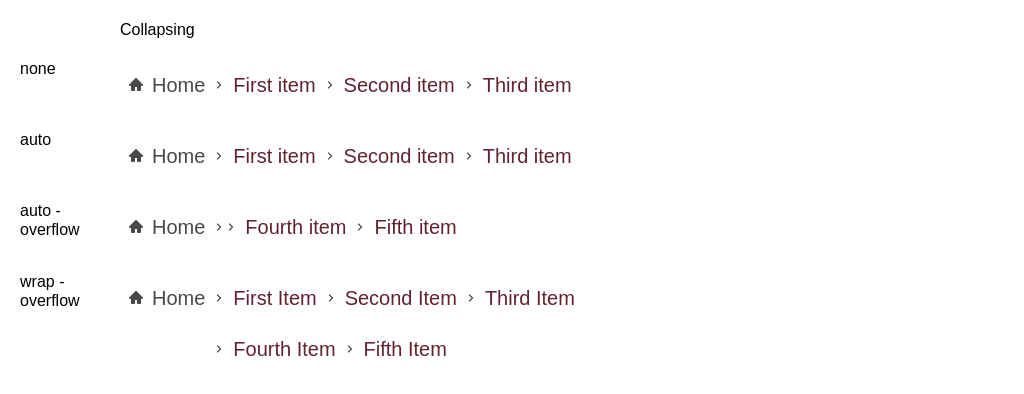 Collapsing
none
Home › First item › Second item › Third item
auto
Home › First item › Second item › Third item
auto -
overflow
Home › › Fourth item › Fifth item
wrap -
overflow
Home › First Item › Second Item › Third Item
› Fourth Item › Fifth Item